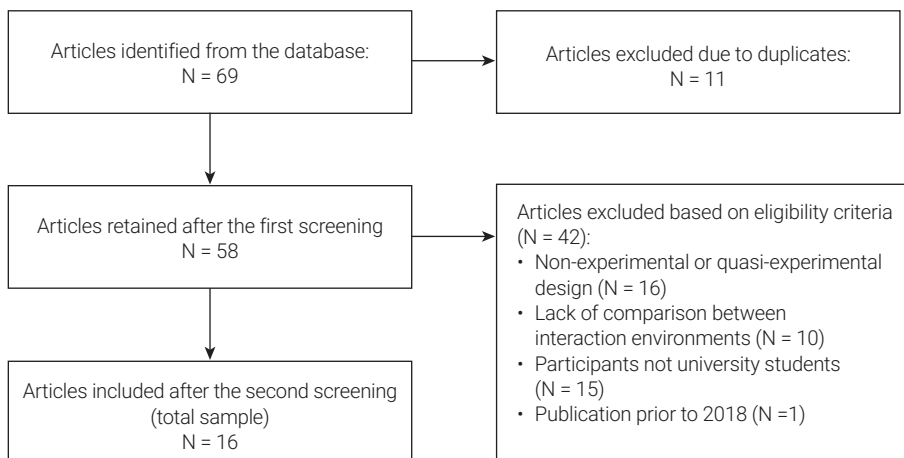 Articles identified from the database:
N = 69
Articles excluded due to duplicates:
N = 11
Articles retained after the first screening
N = 58
Articles excluded based on eligibility criteria
(N = 42):
• Non-experimental or quasi-experimental
design (N = 16)
• Lack of comparison between
interaction environments (N = 10)
• Participants not university students
(N = 15)
• Publication prior to 2018 (N =1)
Articles included after the second screening
(total sample)
N = 16